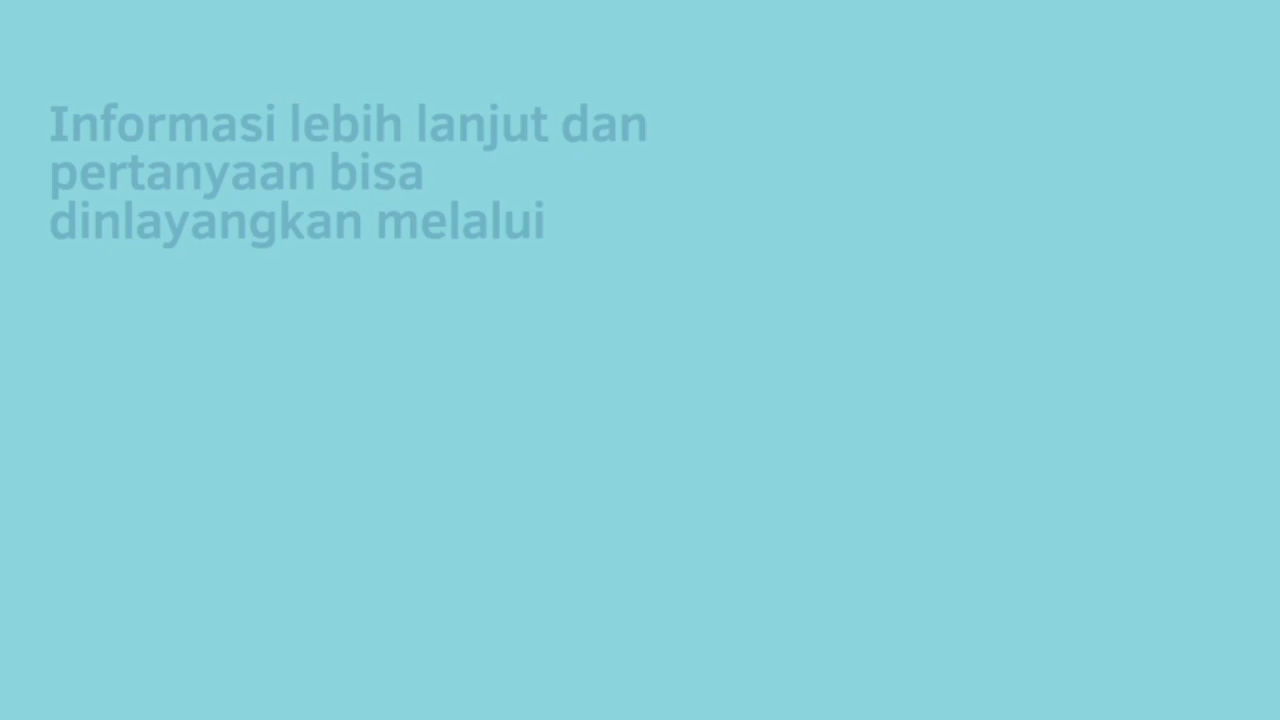 Informasi lebih lanjut dan
pertanyaan bisa
dinlayangkan melalui